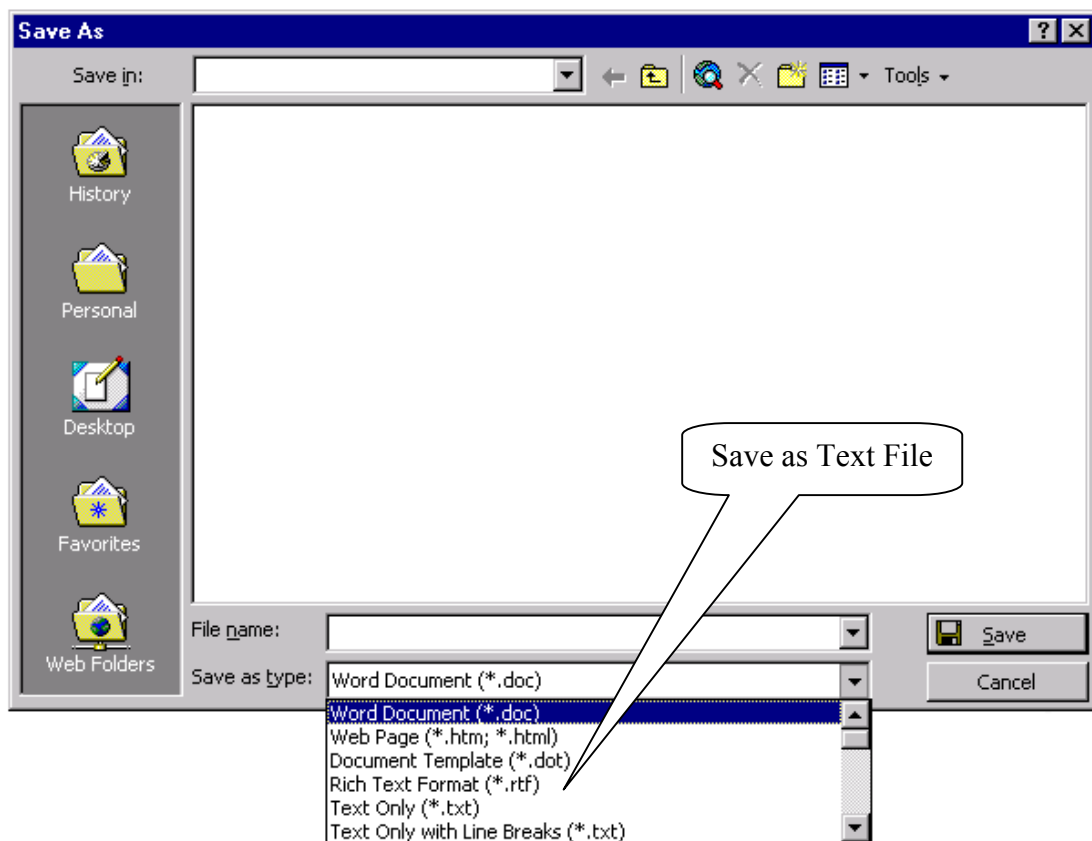 Save As
Save in:
Tools
History
Personal
Desktop
Favorites
Web Folders
Save as Text File
File name:
Save
Save as type: Word Document (*.doc)
Cancel
Word Document (*.doc)
Web Page (*.htm; *.html)
Document Template (*.dot)
Rich Text Format (*.rtf)
Text Only (*.txt)
Text Only with Line Breaks (*.txt)